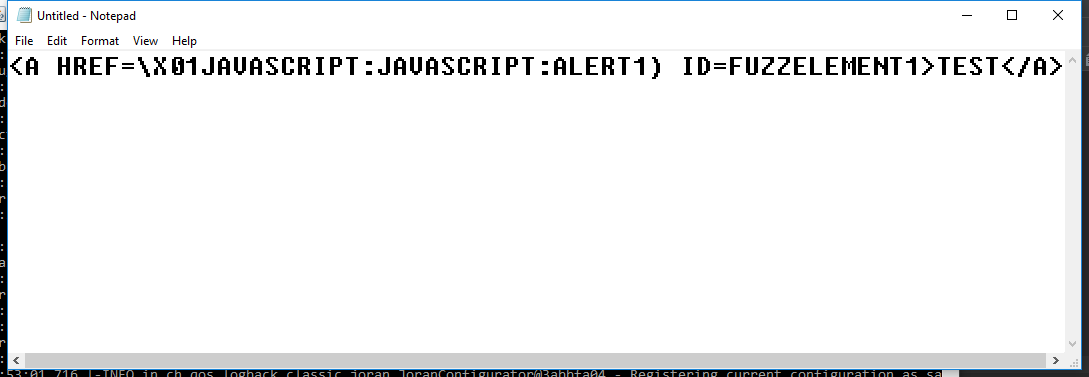 Untitled - Notepad
File Edit Format View Help
<A HREF=\X01JAVASCRIPT:JAVASCRIPT:ALERT1) ID=FUZZELEMENT1>TEST</A>
:53:01,716 |-INFO in ch.qos.logback.classic.joran.JoranConfigurator@3abbfa04 - Registering current configuration as sa